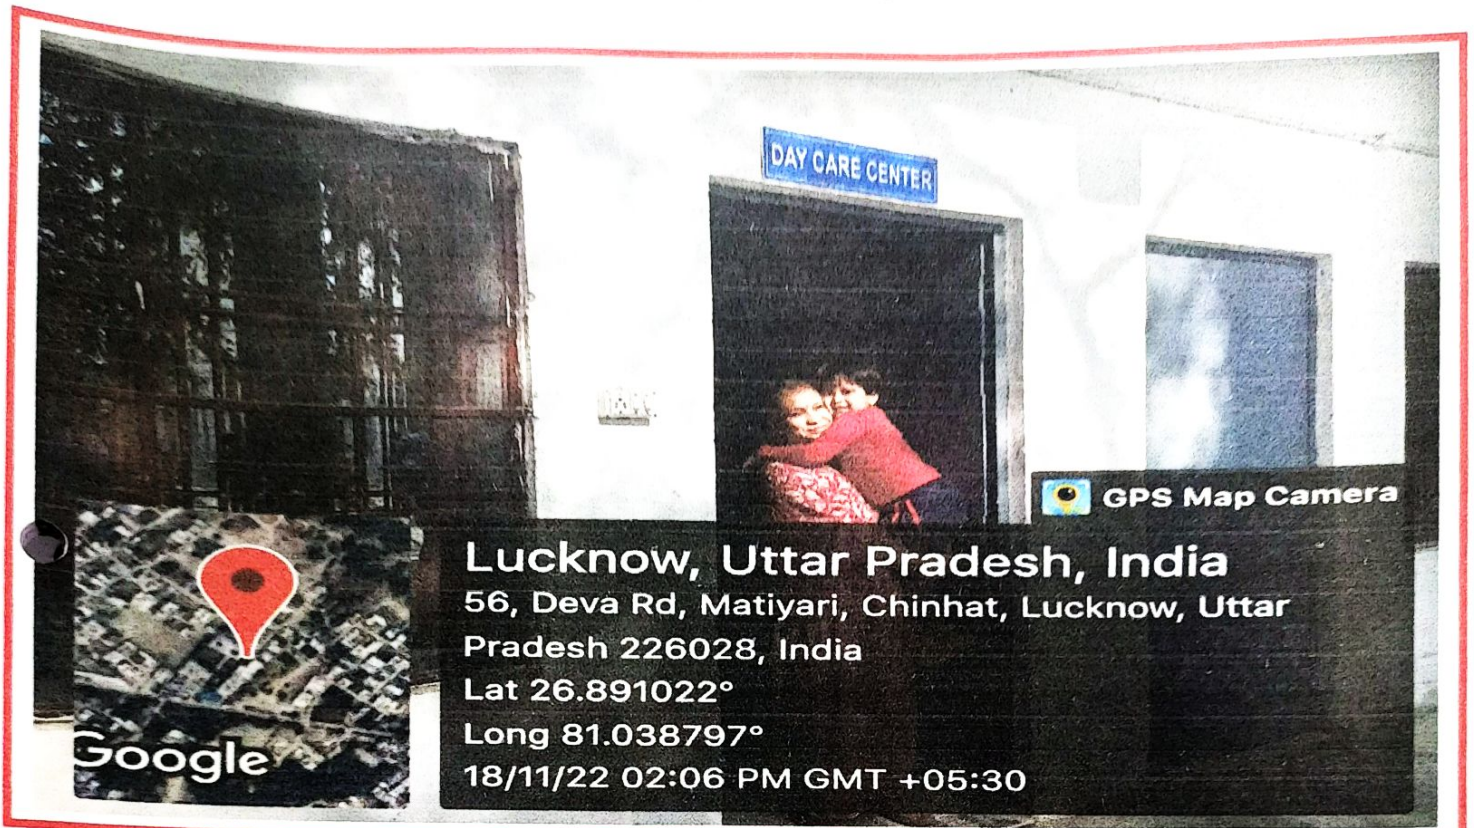 DAY CARE CENTER
GPS Map Camera
Lucknow, Uttar Pradesh, India
56, Deva Rd, Matiyari, Chinhat, Lucknow, Uttar
Pradesh 226028, India
Lat 26.891022°
Long 81.038797°
18/11/22 02:06 PM GMT +05:30
Google